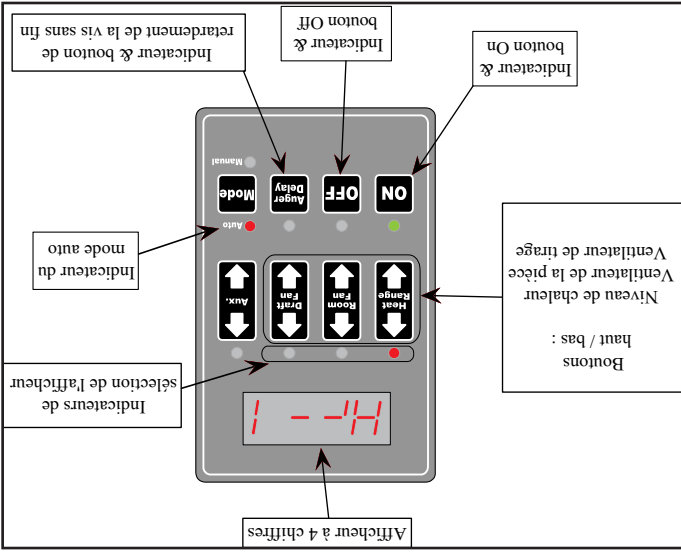 Afficheur à 4 chiffres
H - - 1
Indicateurs de
sélection de l'afficheur
Boutons
haut / bas :
Niveau de chaleur
Ventilateur de la pièce
Ventilateur de tirage
Heat
Range
Room
Fan
Draft
Fan
Aux.
Indicateur du
mode auto
Auto
ON
OFF
Auger
Delay
Mode
Manual
Indicateur &
bouton On
Indicateur &
bouton Off
Indicateur & bouton de
retardement de la vis sans fin